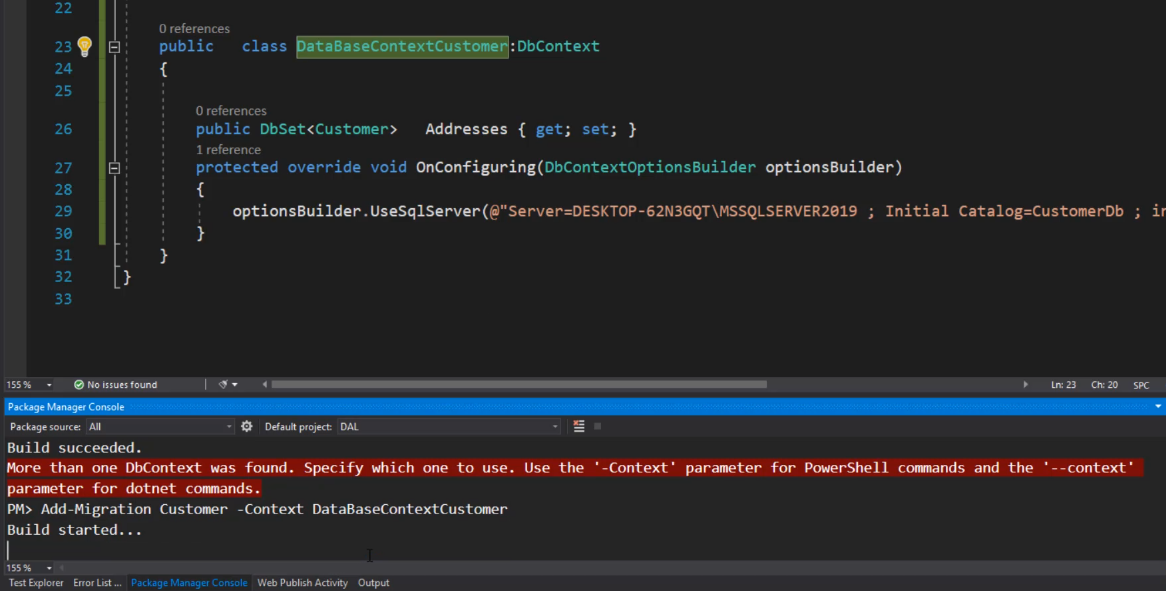 22
0 references
23 public class DataBaseContextCustomer:DbContext
24 {
25
0 references
26 public DbSet<Customer> Addresses { get; set; }
1 reference
27 protected override void OnConfiguring(DbContextOptionsBuilder optionsBuilder)
28 {
29 optionsBuilder.UseSqlServer(@"Server=DESKTOP-62N3GQT\MSSQLSERVER2019 ; Initial Catalog=CustomerDb ; in
30 }
31 }
32 }
33
155 % No issues found Ln: 23 Ch: 20 SPC
Package Manager Console
Package source: All Default project: DAL
Build succeeded.
More than one DbContext was found. Specify which one to use. Use the '-Context' parameter for PowerShell commands and the '--context'
parameter for dotnet commands.
PM> Add-Migration Customer -Context DataBaseContextCustomer
Build started...
155 %
Test Explorer Error List ... Package Manager Console Web Publish Activity Output